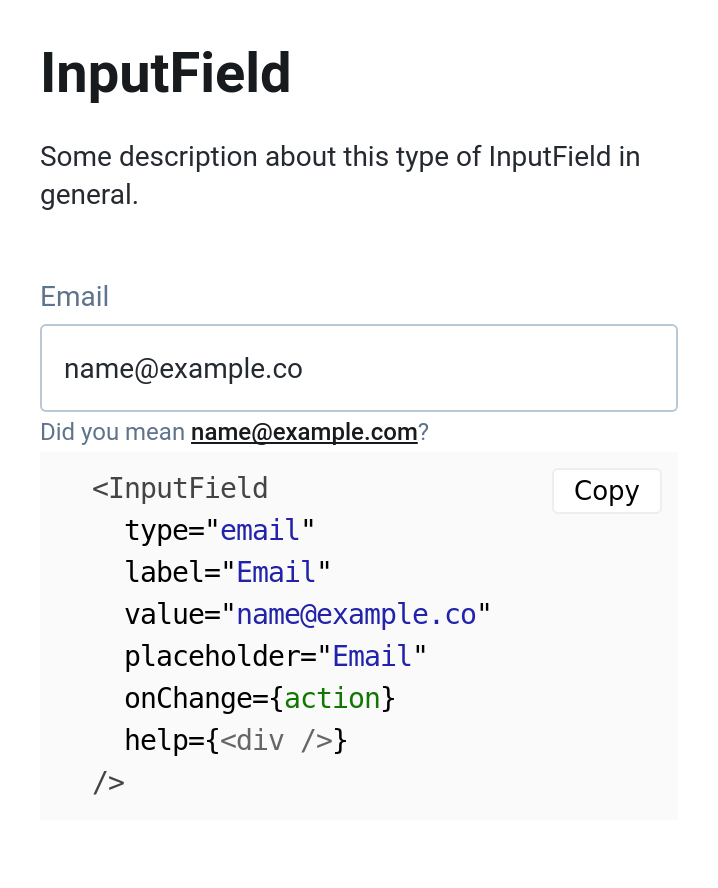 InputField
Some description about this type of InputField in
general.
Email
name@example.co
Did you mean name@example.com?
Copy
<InputField
  type="email"
  label="Email"
  value="name@example.co"
  placeholder="Email"
  onChange={action}
  help={<div />}
/>